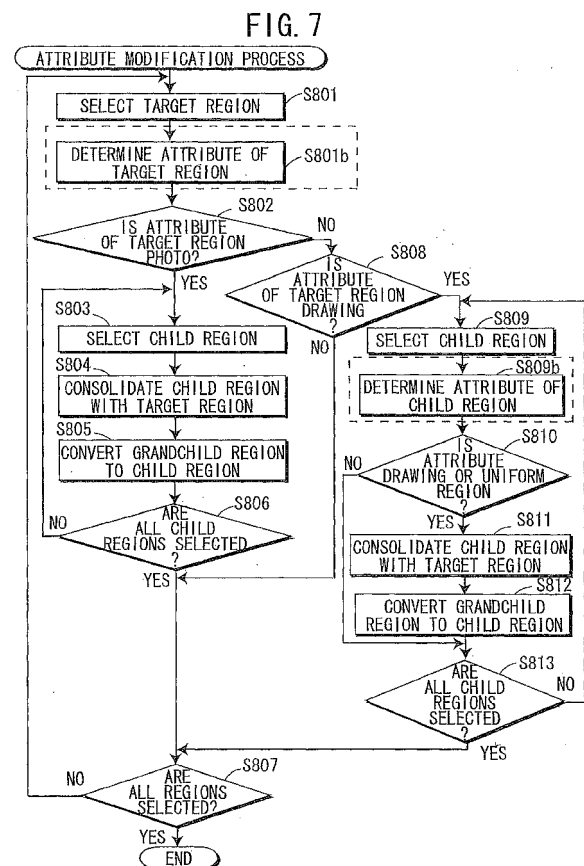 FIG. 7
ATTRIBUTE MODIFICATION PROCESS
S801
SELECT TARGET REGION
S801b
DETERMINE ATTRIBUTE OF
TARGET REGION
S802
IS ATTRIBUTE
OF TARGET REGION
PHOTO?
NO
YES
S808
IS
ATTRIBUTE
OF TARGET REGION
DRAWING
?
YES
NO
S803
SELECT CHILD REGION
S804
CONSOLIDATE CHILD REGION
WITH TARGET REGION
S805
CONVERT GRANDCHILD REGION
TO CHILD REGION
S806
ARE
ALL CHILD
REGIONS SELECTED
?
NO
YES
S809
SELECT CHILD REGION
S809b
DETERMINE ATTRIBUTE OF
CHILD REGION
S810
IS
ATTRIBUTE
DRAWING OR UNIFORM
REGION
?
NO
YES
S811
CONSOLIDATE CHILD REGION
WITH TARGET REGION
S812
CONVERT GRANDCHILD
REGION TO CHILD REGION
S813
ARE
ALL CHILD
REGIONS
SELECTED
?
NO
YES
S807
ARE
ALL REGIONS
SELECTED?
NO
YES
END